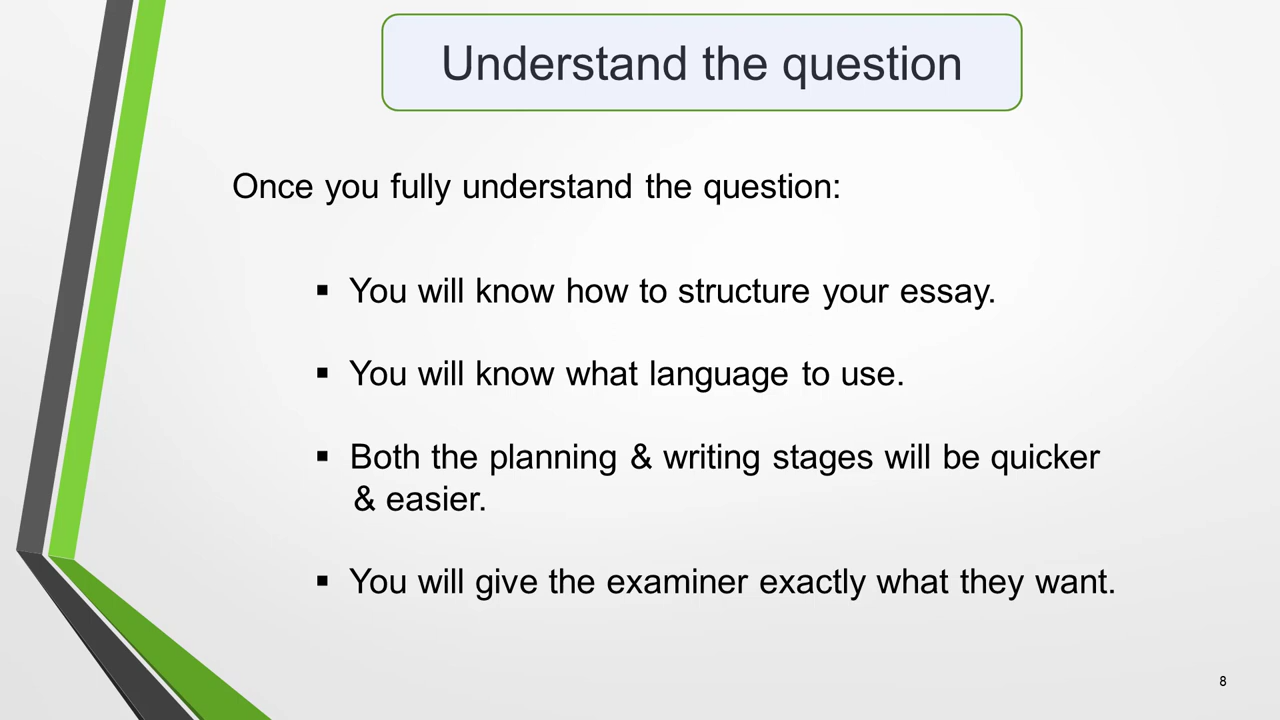 Understand the question
Once you fully understand the question:
▪ You will know how to structure your essay.
▪ You will know what language to use.
▪ Both the planning & writing stages will be quicker
& easier.
▪ You will give the examiner exactly what they want.
8